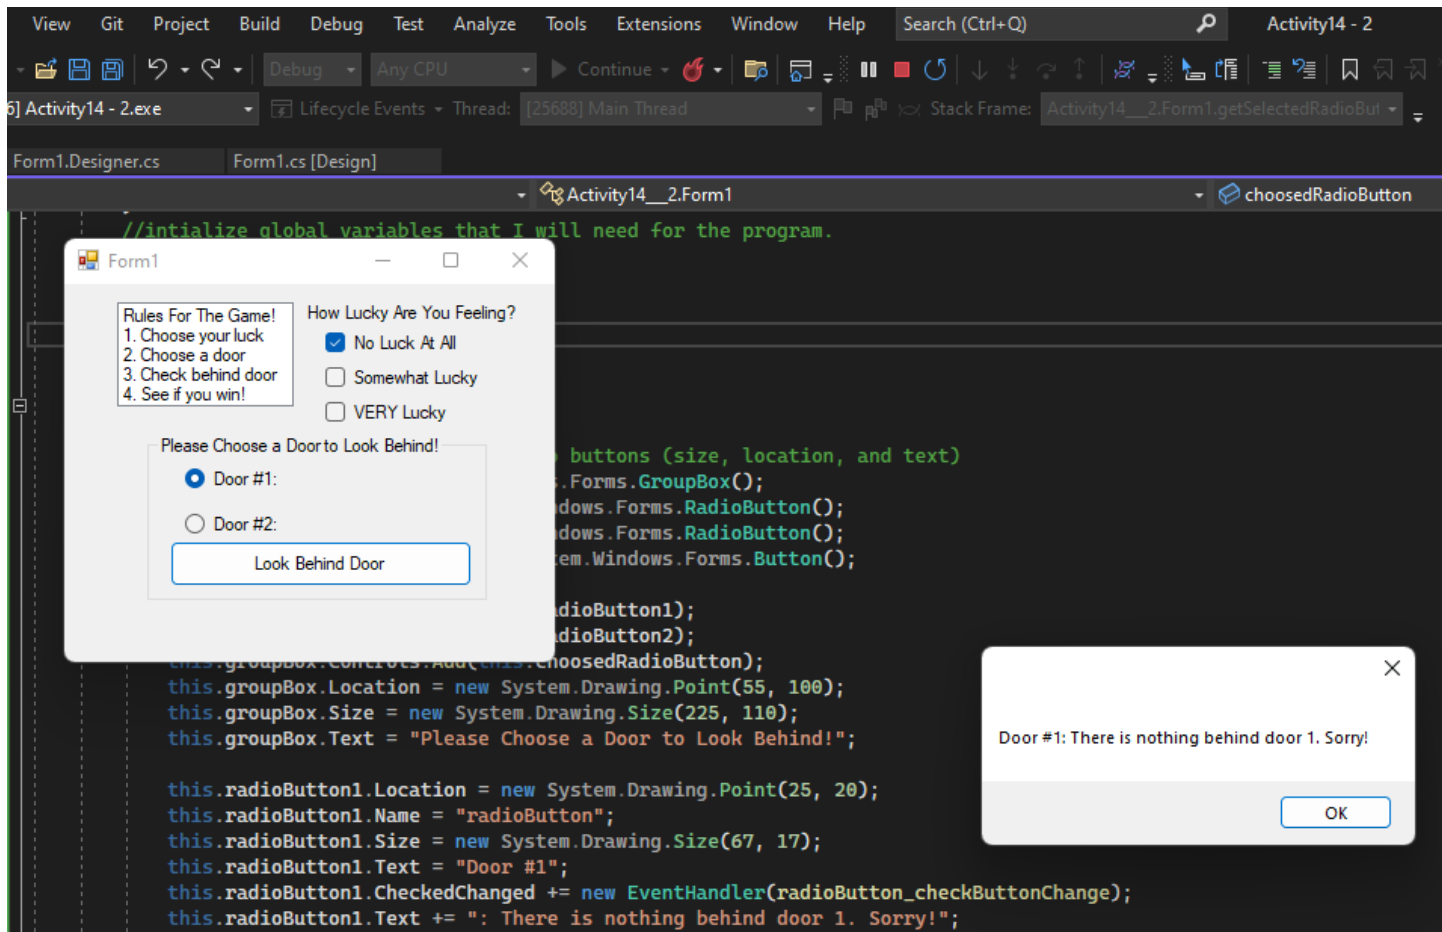 View Git Project Build Debug Test Analyze Tools Extensions Window Help Search (Ctrl+Q) Activity14 - 2
Debug Any CPU Continue
6] Activity14 - 2.exe Lifecycle Events Thread: [25688] Main Thread Stack Frame: Activity14__2.Form1.getSelectedRadioBut
Form1.Designer.cs Form1.cs [Design]
Activity14__2.Form1 choosedRadioButton
//intialize global variables that I will need for the program.
Form1
Rules For The Game!
1. Choose your luck
2. Choose a door
3. Check behind door
4. See if you win!
How Lucky Are You Feeling?
No Luck At All
Somewhat Lucky
VERY Lucky
Please Choose a Door to Look Behind!
Door #1:
Door #2:
Look Behind Door
buttons (size, location, and text)
.Forms.GroupBox();
dows.Forms.RadioButton();
dows.Forms.RadioButton();
em.Windows.Forms.Button();
dioButton1);
dioButton2);
this.groupBox.Controls.Add(this.choosedRadioButton);
this.groupBox.Location = new System.Drawing.Point(55, 100);
this.groupBox.Size = new System.Drawing.Size(225, 110);
this.groupBox.Text = "Please Choose a Door to Look Behind!";
this.radioButton1.Location = new System.Drawing.Point(25, 20);
this.radioButton1.Name = "radioButton";
this.radioButton1.Size = new System.Drawing.Size(67, 17);
this.radioButton1.Text = "Door #1";
this.radioButton1.CheckedChanged += new EventHandler(radioButton_checkButtonChange);
this.radioButton1.Text += ": There is nothing behind door 1. Sorry!";
Door #1: There is nothing behind door 1. Sorry!
OK